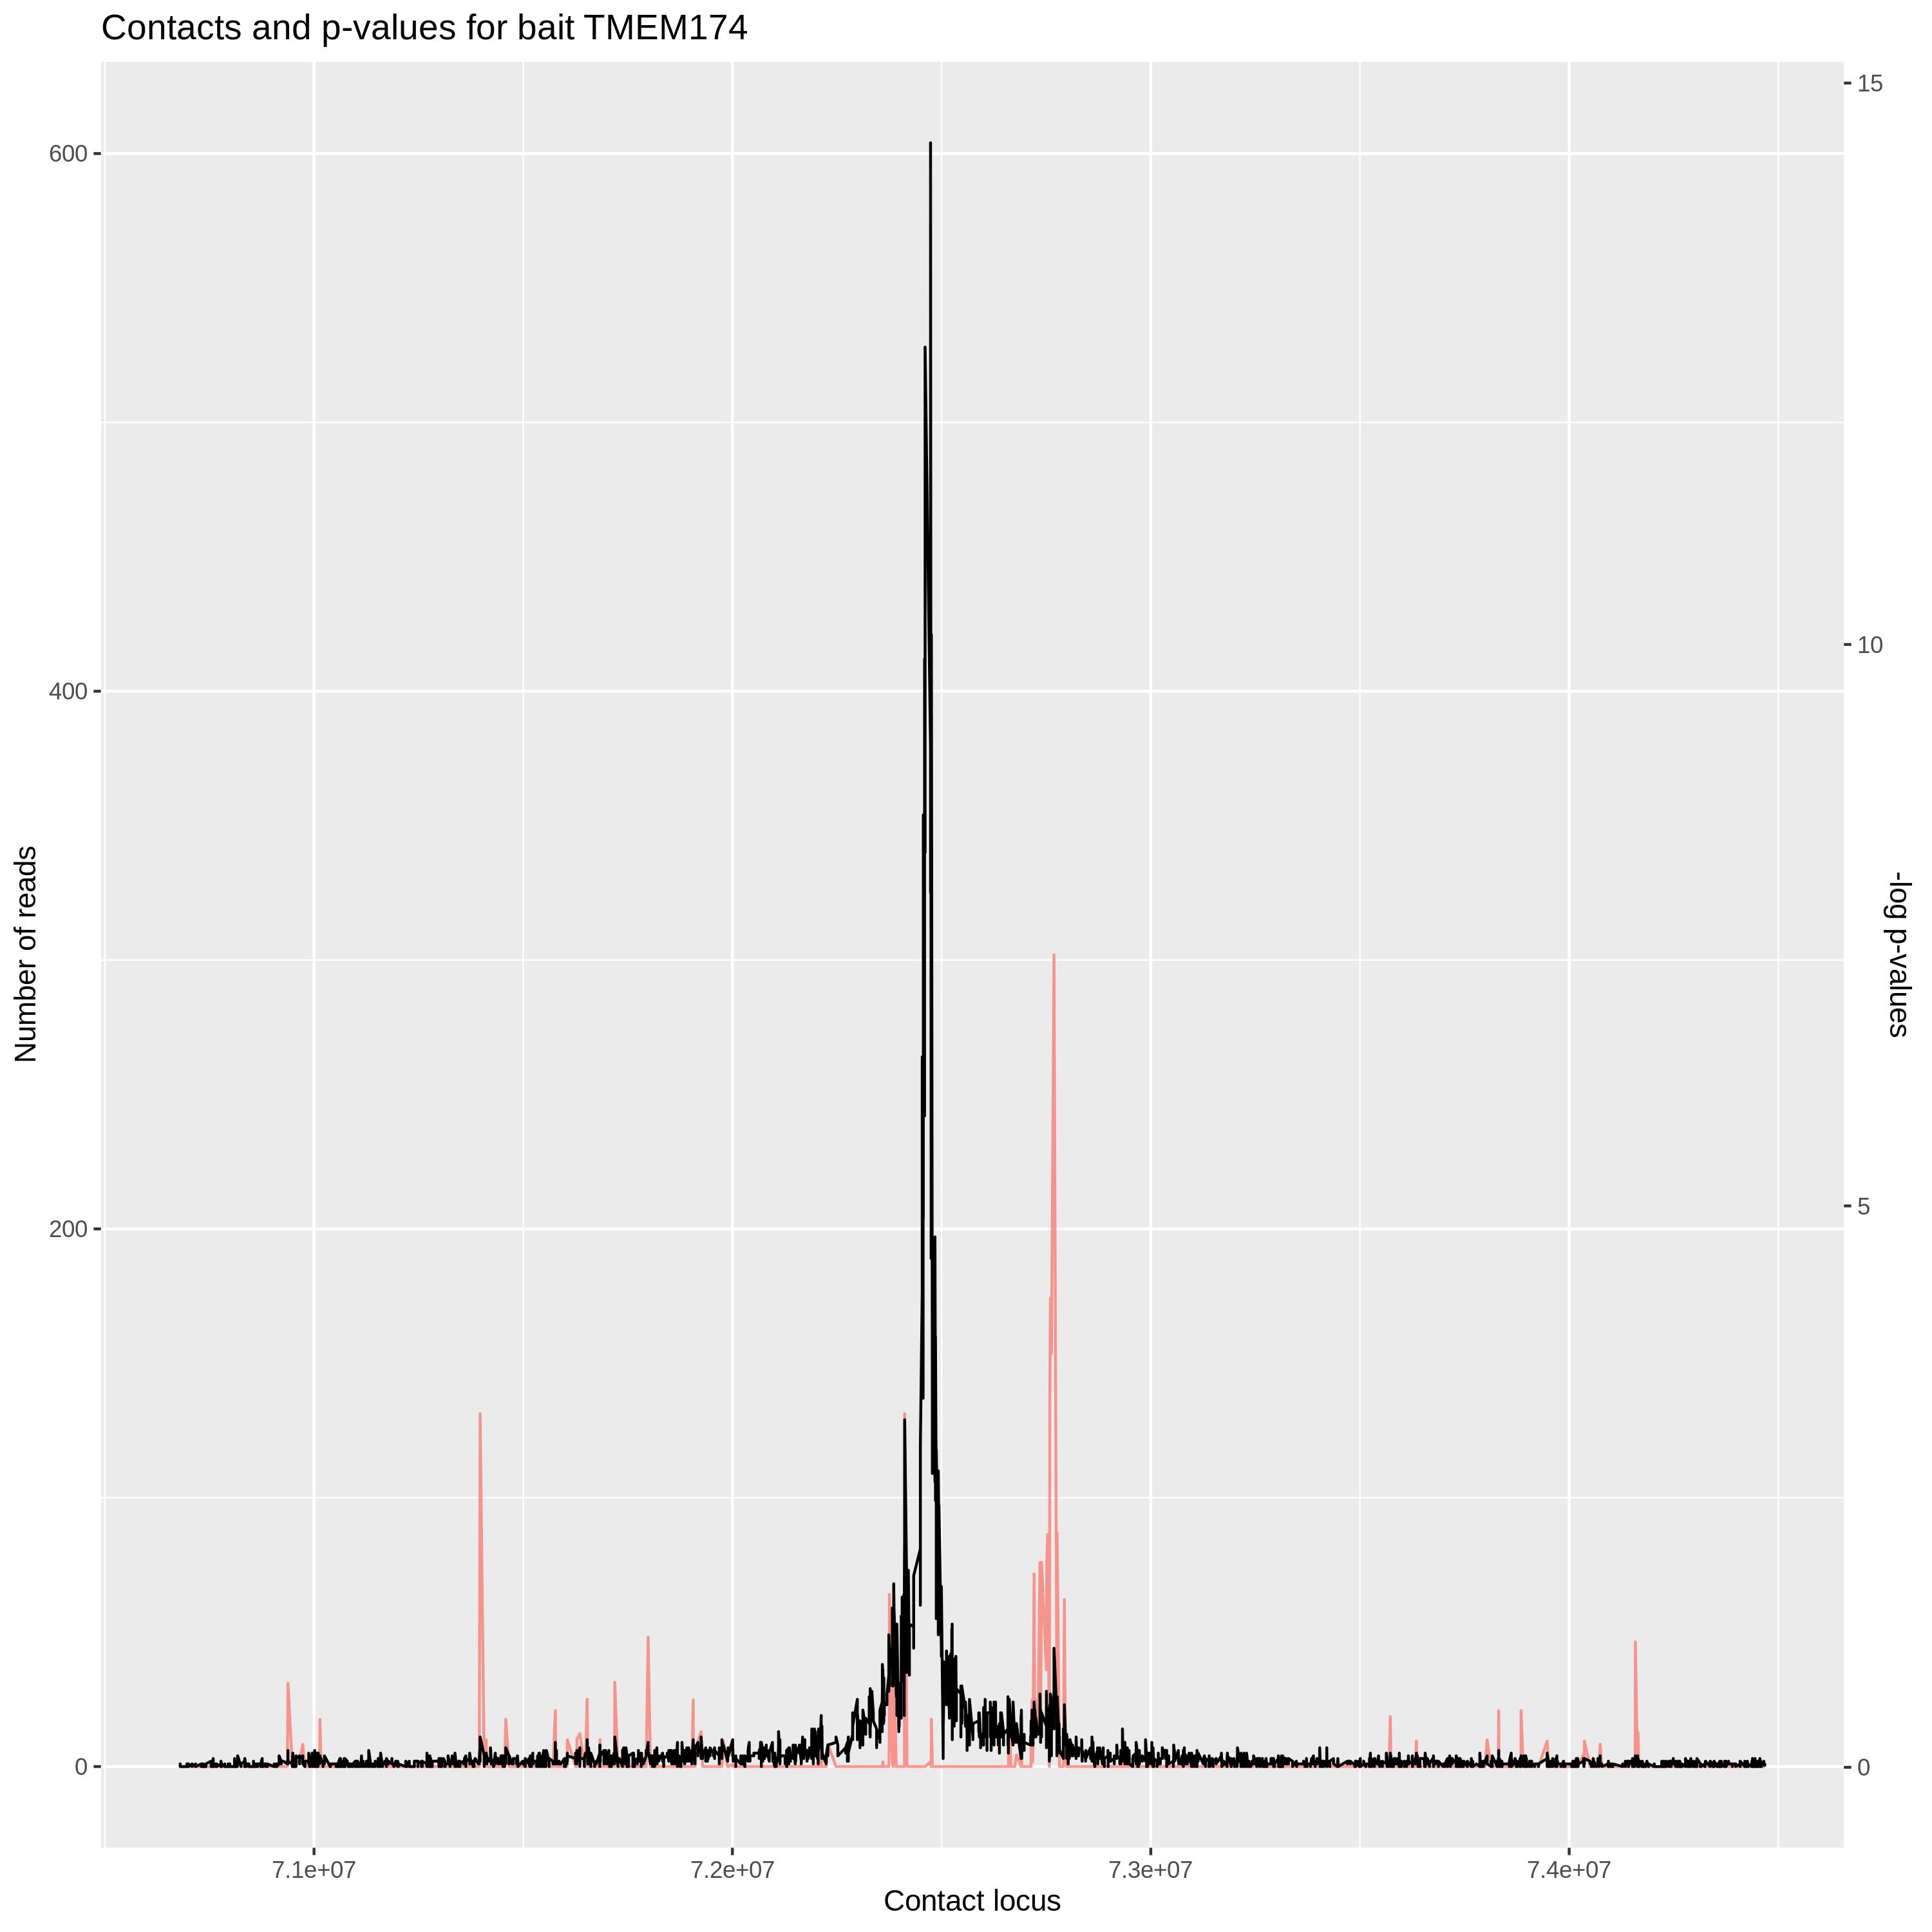 Contacts and p-values for bait TMEM174
600
400
200
0
15
10
5
0
Number of reads
-log p-values
7.1e+07
7.2e+07
7.3e+07
7.4e+07
Contact locus